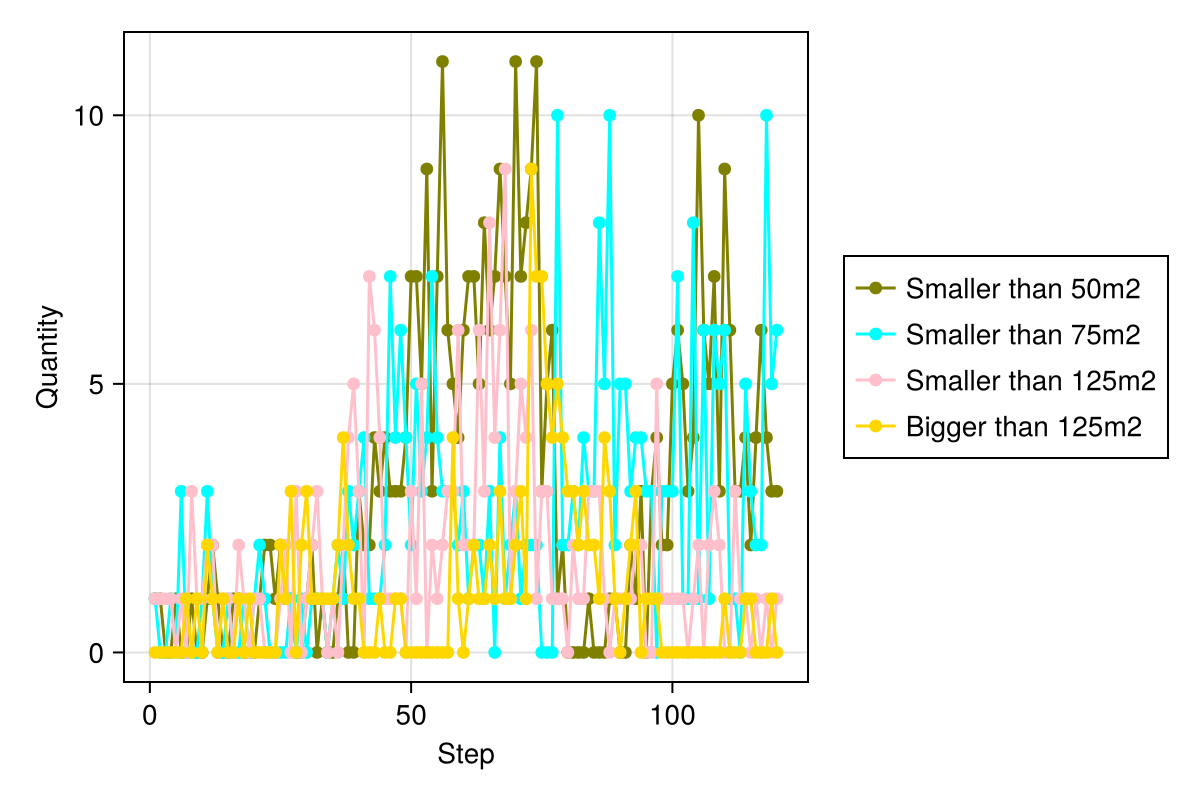 10
5
0
Quantity
0 50 100
Step
Smaller than 50m2
Smaller than 75m2
Smaller than 125m2
Bigger than 125m2